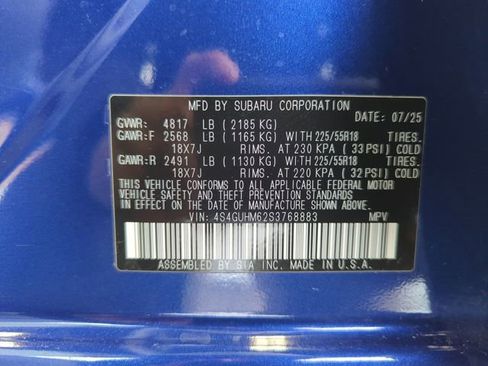 MFD BY SUBARU CORPORATION
DATE: 07/25
GVWR: 4817 LB (2185 KG)
GAWR:F 2568 LB (1165 KG) WITH 225/55R18 TIRES.
18X7J RIMS. AT 230 KPA (33 PSI) COLD
GAWR:R 2491 LB (1130 KG) WITH 225/55R18 TIRES.
18X7J RIMS. AT 220 KPA (32 PSI) COLD
THIS VEHICLE CONFORMS TO ALL APPLICABLE FEDERAL MOTOR
VEHICLE SAFETY AND THEFT PREVENTION STANDARDS IN
EFFECT ON THE DATE OF MANUFACTURE SHOWN ABOVE.
VIN: 4S4GUHM62S3768883 MPV
ASSEMBLED BY SIA INC. MADE IN U.S.A.